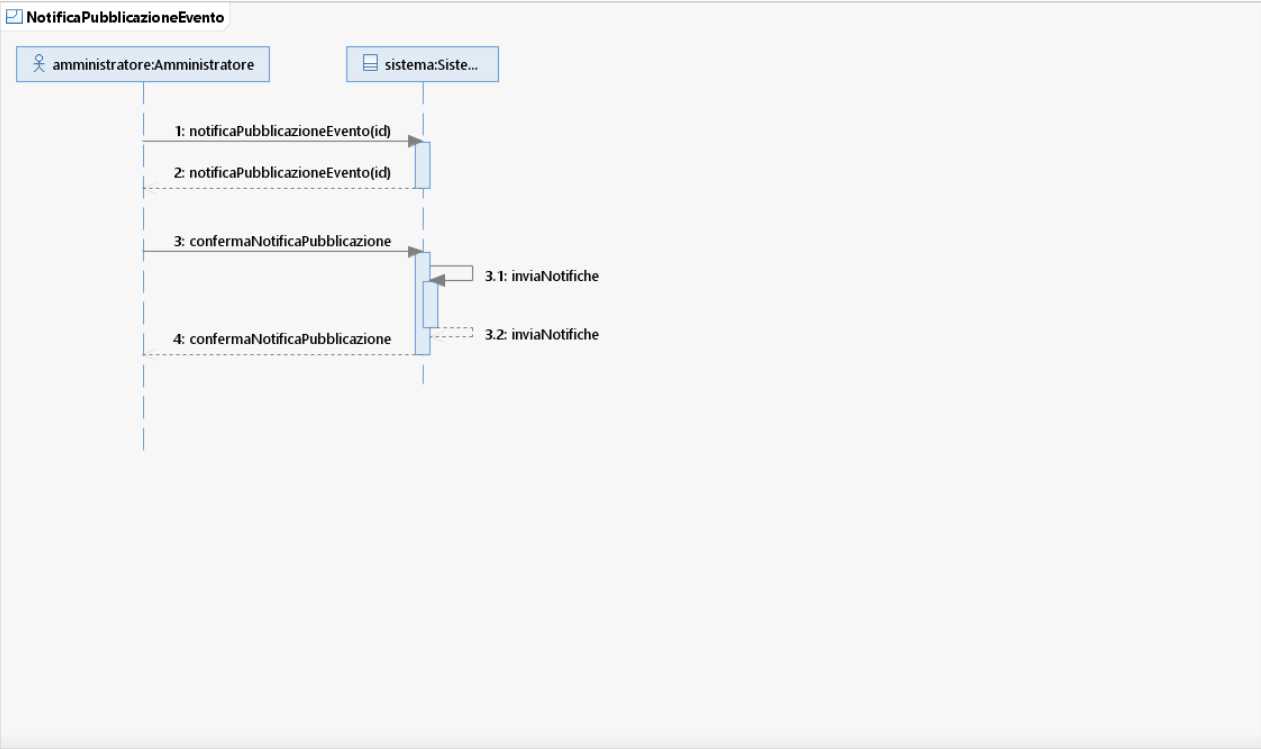 NotificaPubblicazioneEvento
amministratore:Amministratore
sistema:Siste...
1: notificaPubblicazioneEvento(id)
2: notificaPubblicazioneEvento(id)
3: confermaNotificaPubblicazione
3.1: inviaNotifiche
3.2: inviaNotifiche
4: confermaNotificaPubblicazione